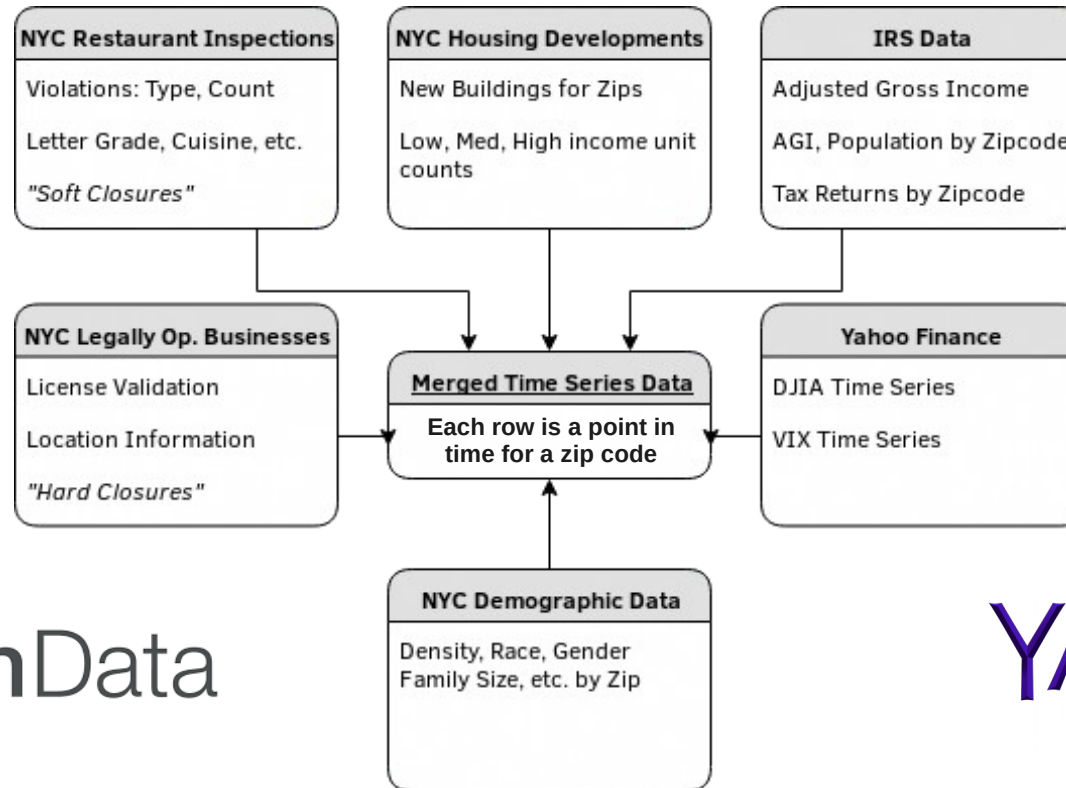 NYC Restaurant Inspections
Violations: Type, Count
Letter Grade, Cuisine, etc.
"Soft Closures"
NYC Housing Developments
New Buildings for Zips
Low, Med, High income unit
counts
IRS Data
Adjusted Gross Income
AGI, Population by Zipcode
Tax Returns by Zipcode
NYC Legally Op. Businesses
License Validation
Location Information
"Hard Closures"
Merged Time Series Data
Each row is a point in
time for a zip code
Yahoo Finance
DJIA Time Series
VIX Time Series
NYC Demographic Data
Density, Race, Gender
Family Size, etc. by Zip
nData
YA